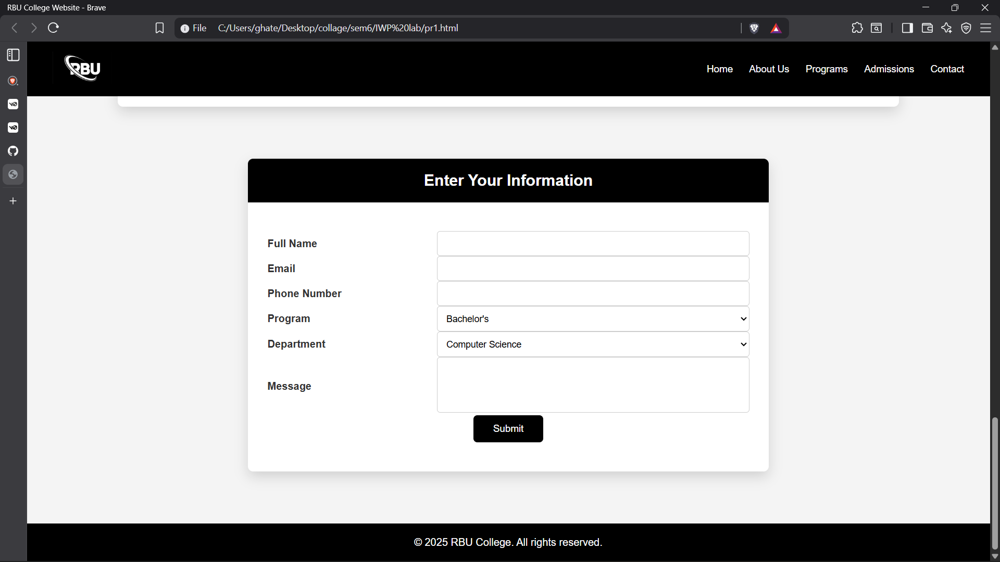 RBU College Website - Brave
File C:/Users/ghate/Desktop/collage/sem6/IWP%20lab/pr1.html
RBU
Home About Us Programs Admissions Contact
Enter Your Information
Full Name
Email
Phone Number
Program Bachelor's
Department Computer Science
Message
Submit
© 2025 RBU College. All rights reserved.